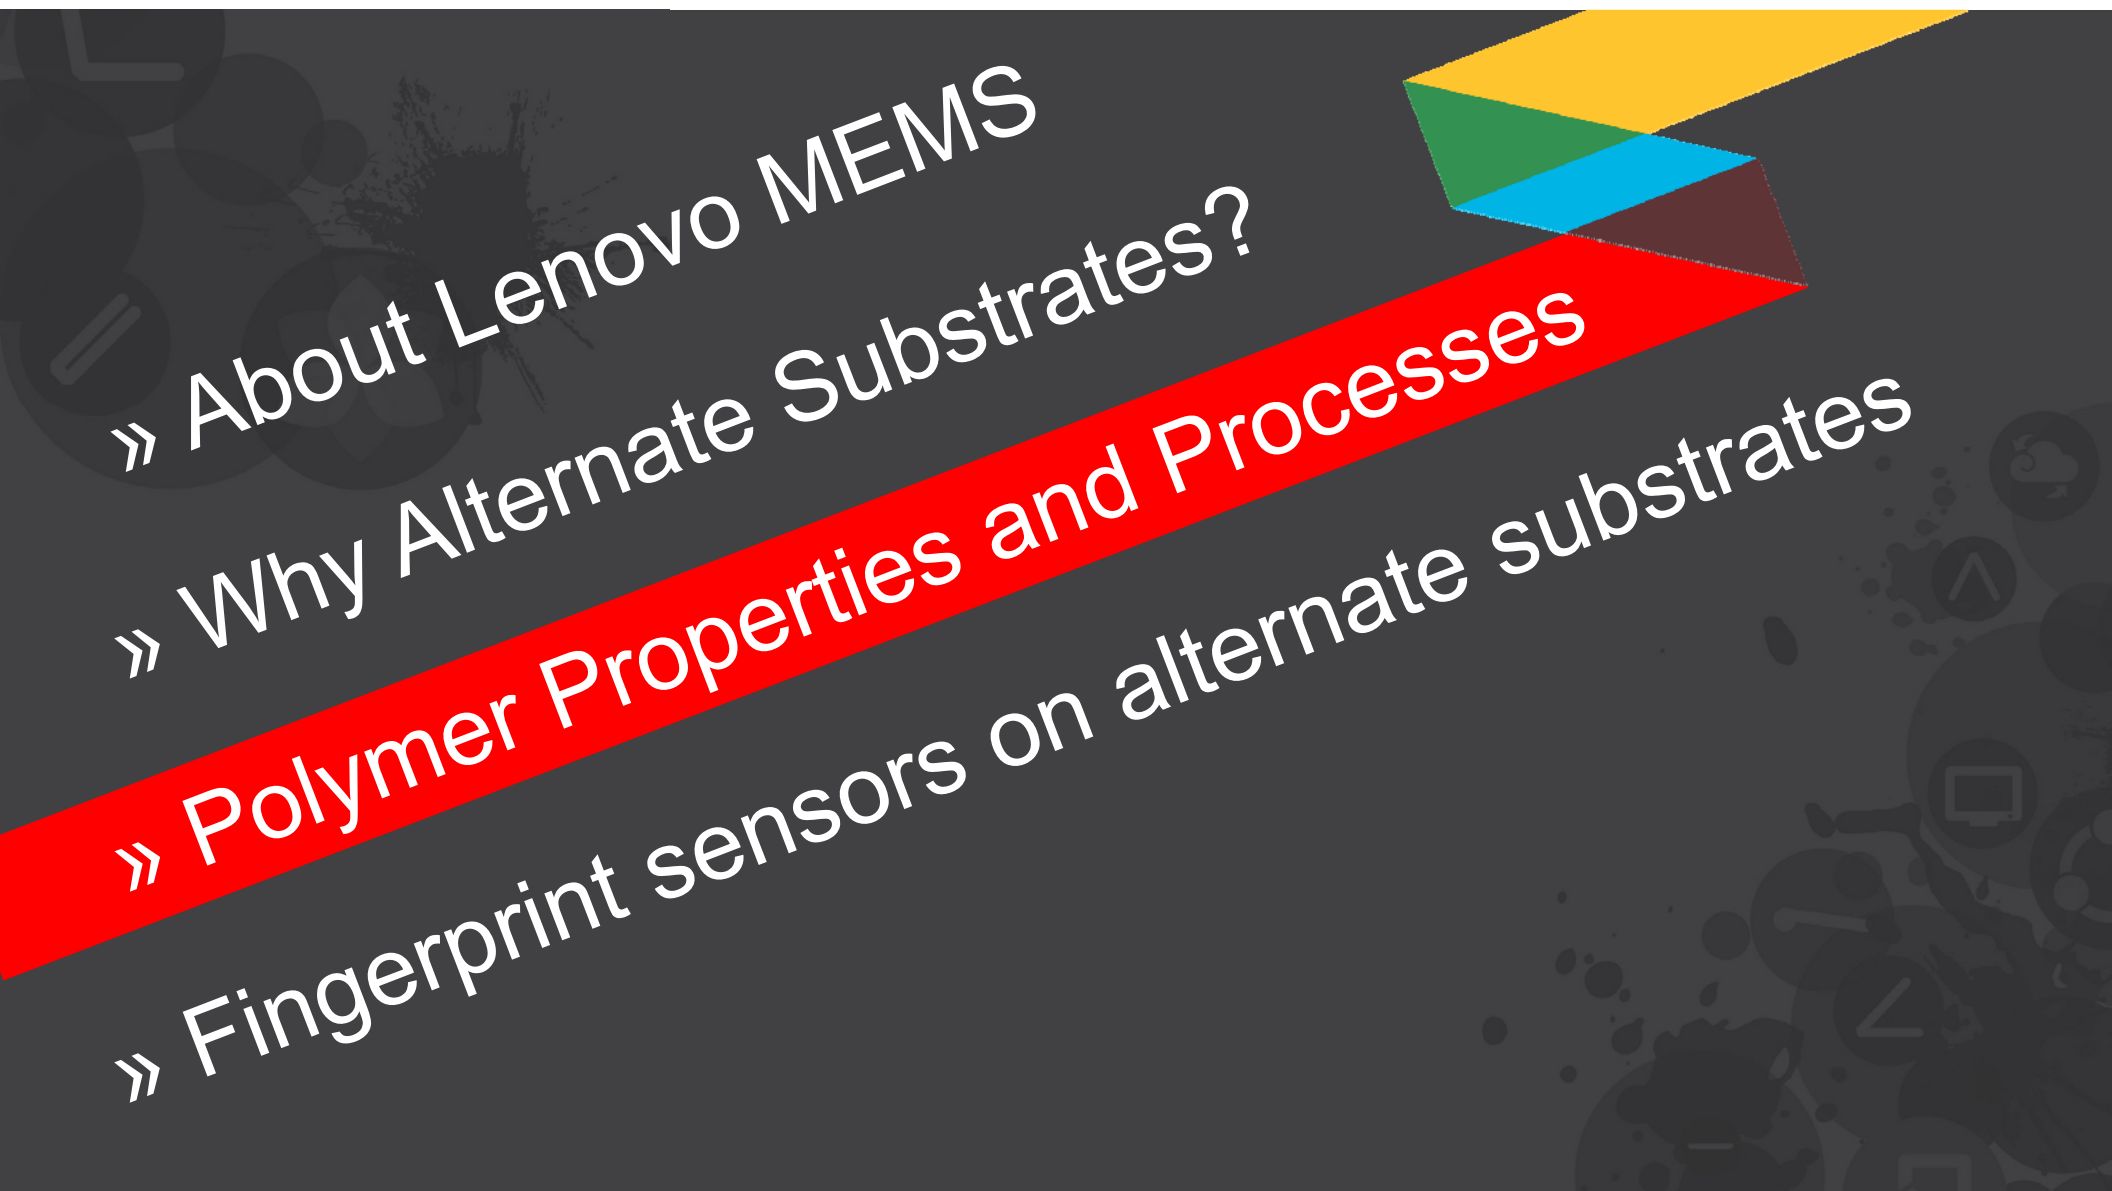 » About Lenovo MEMS
» Why Alternate Substrates?
» Polymer Properties and Processes
» Fingerprint sensors on alternate substrates